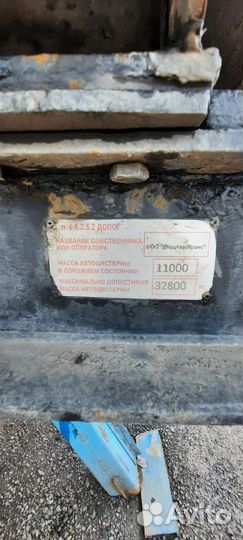 п. 6.8.2.5.2 ДОПОГ
НАЗВАНИЕ СОБСТВЕННИКА
ИЛИ ОПЕРАТОРА
ООО
МАССА АВТОЦИСТЕРНЫ
В ПОРОЖНЕМ СОСТОЯНИИ
11000
МАКСИМАЛЬНО ДОПУСТИМАЯ
МАССА АВТОЦИСТЕРНЫ
32800
Avito